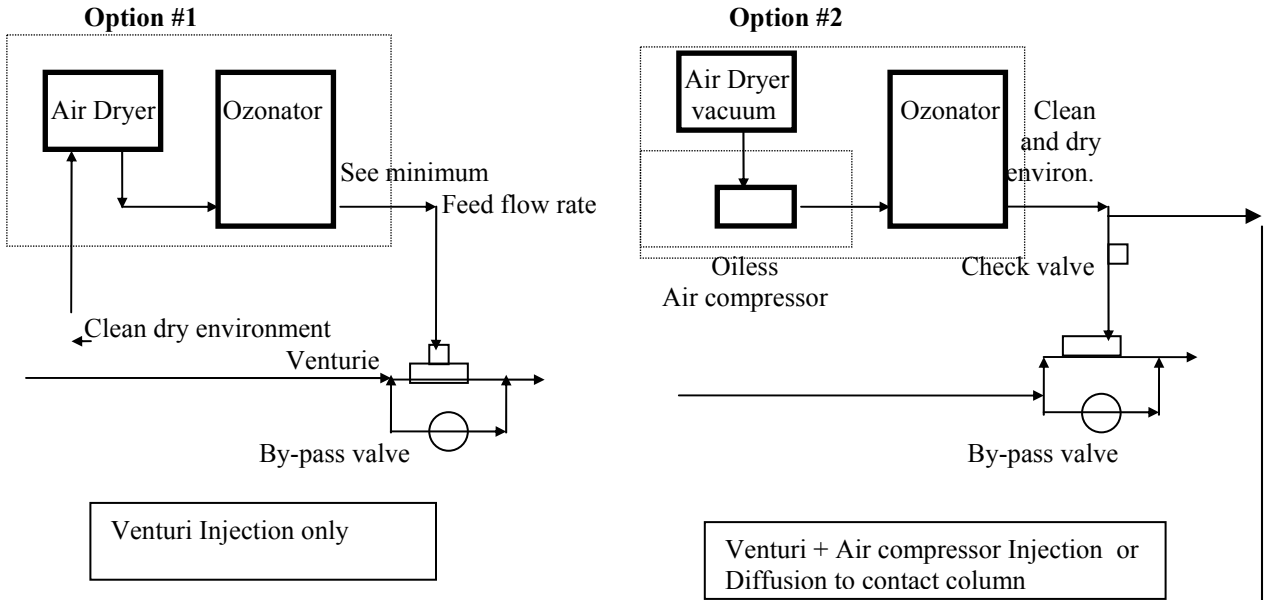 Option #1
Air Dryer
Ozonator
See minimum
Feed flow rate
Clean dry environment
Venturie
By-pass valve
Venturi Injection only
Option #2
Air Dryer
vacuum
Ozonator
Clean
and dry
environ.
Oiless
Air compressor
Check valve
By-pass valve
Venturi + Air compressor Injection or
Diffusion to contact column